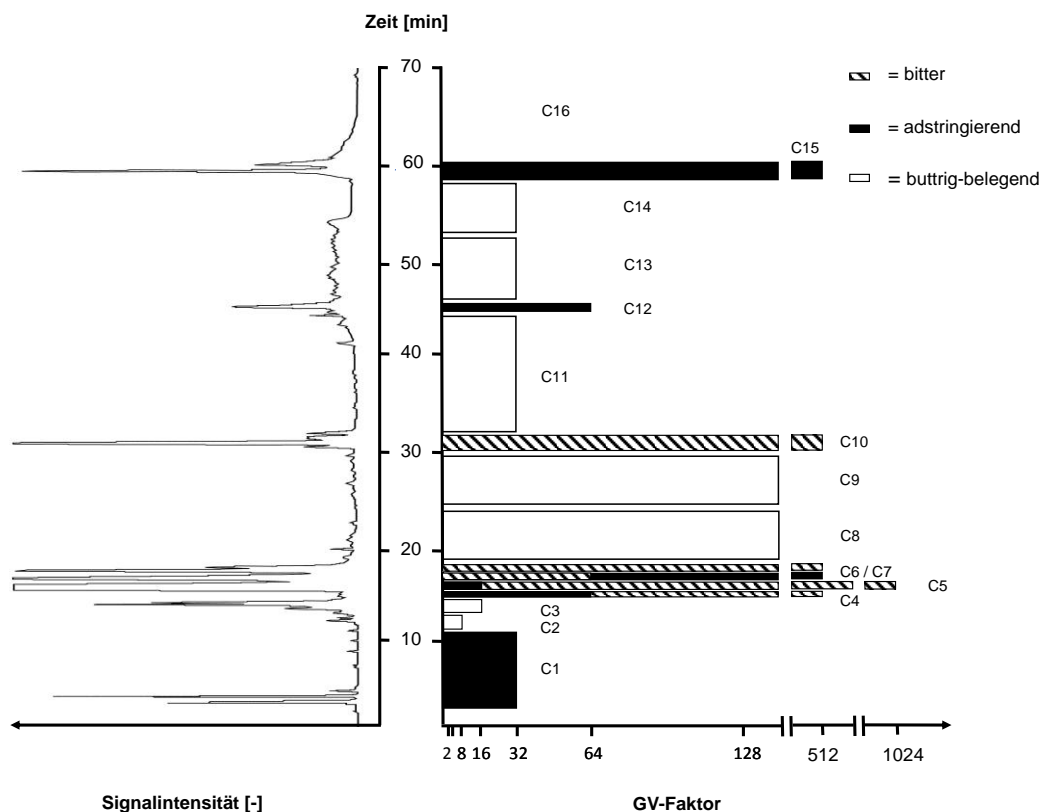 Zeit [min]
70
= bitter
C16
= adstringierend
C15
60
= buttrig-belegend
C14
50
C13
C12
40
C11
C10
30
C9
C8
20
C6 / C7
C5
C4
C3
C2
10
C1
2 8 16 32 64 128 512 1024
Signalintensität [-]
GV-Faktor